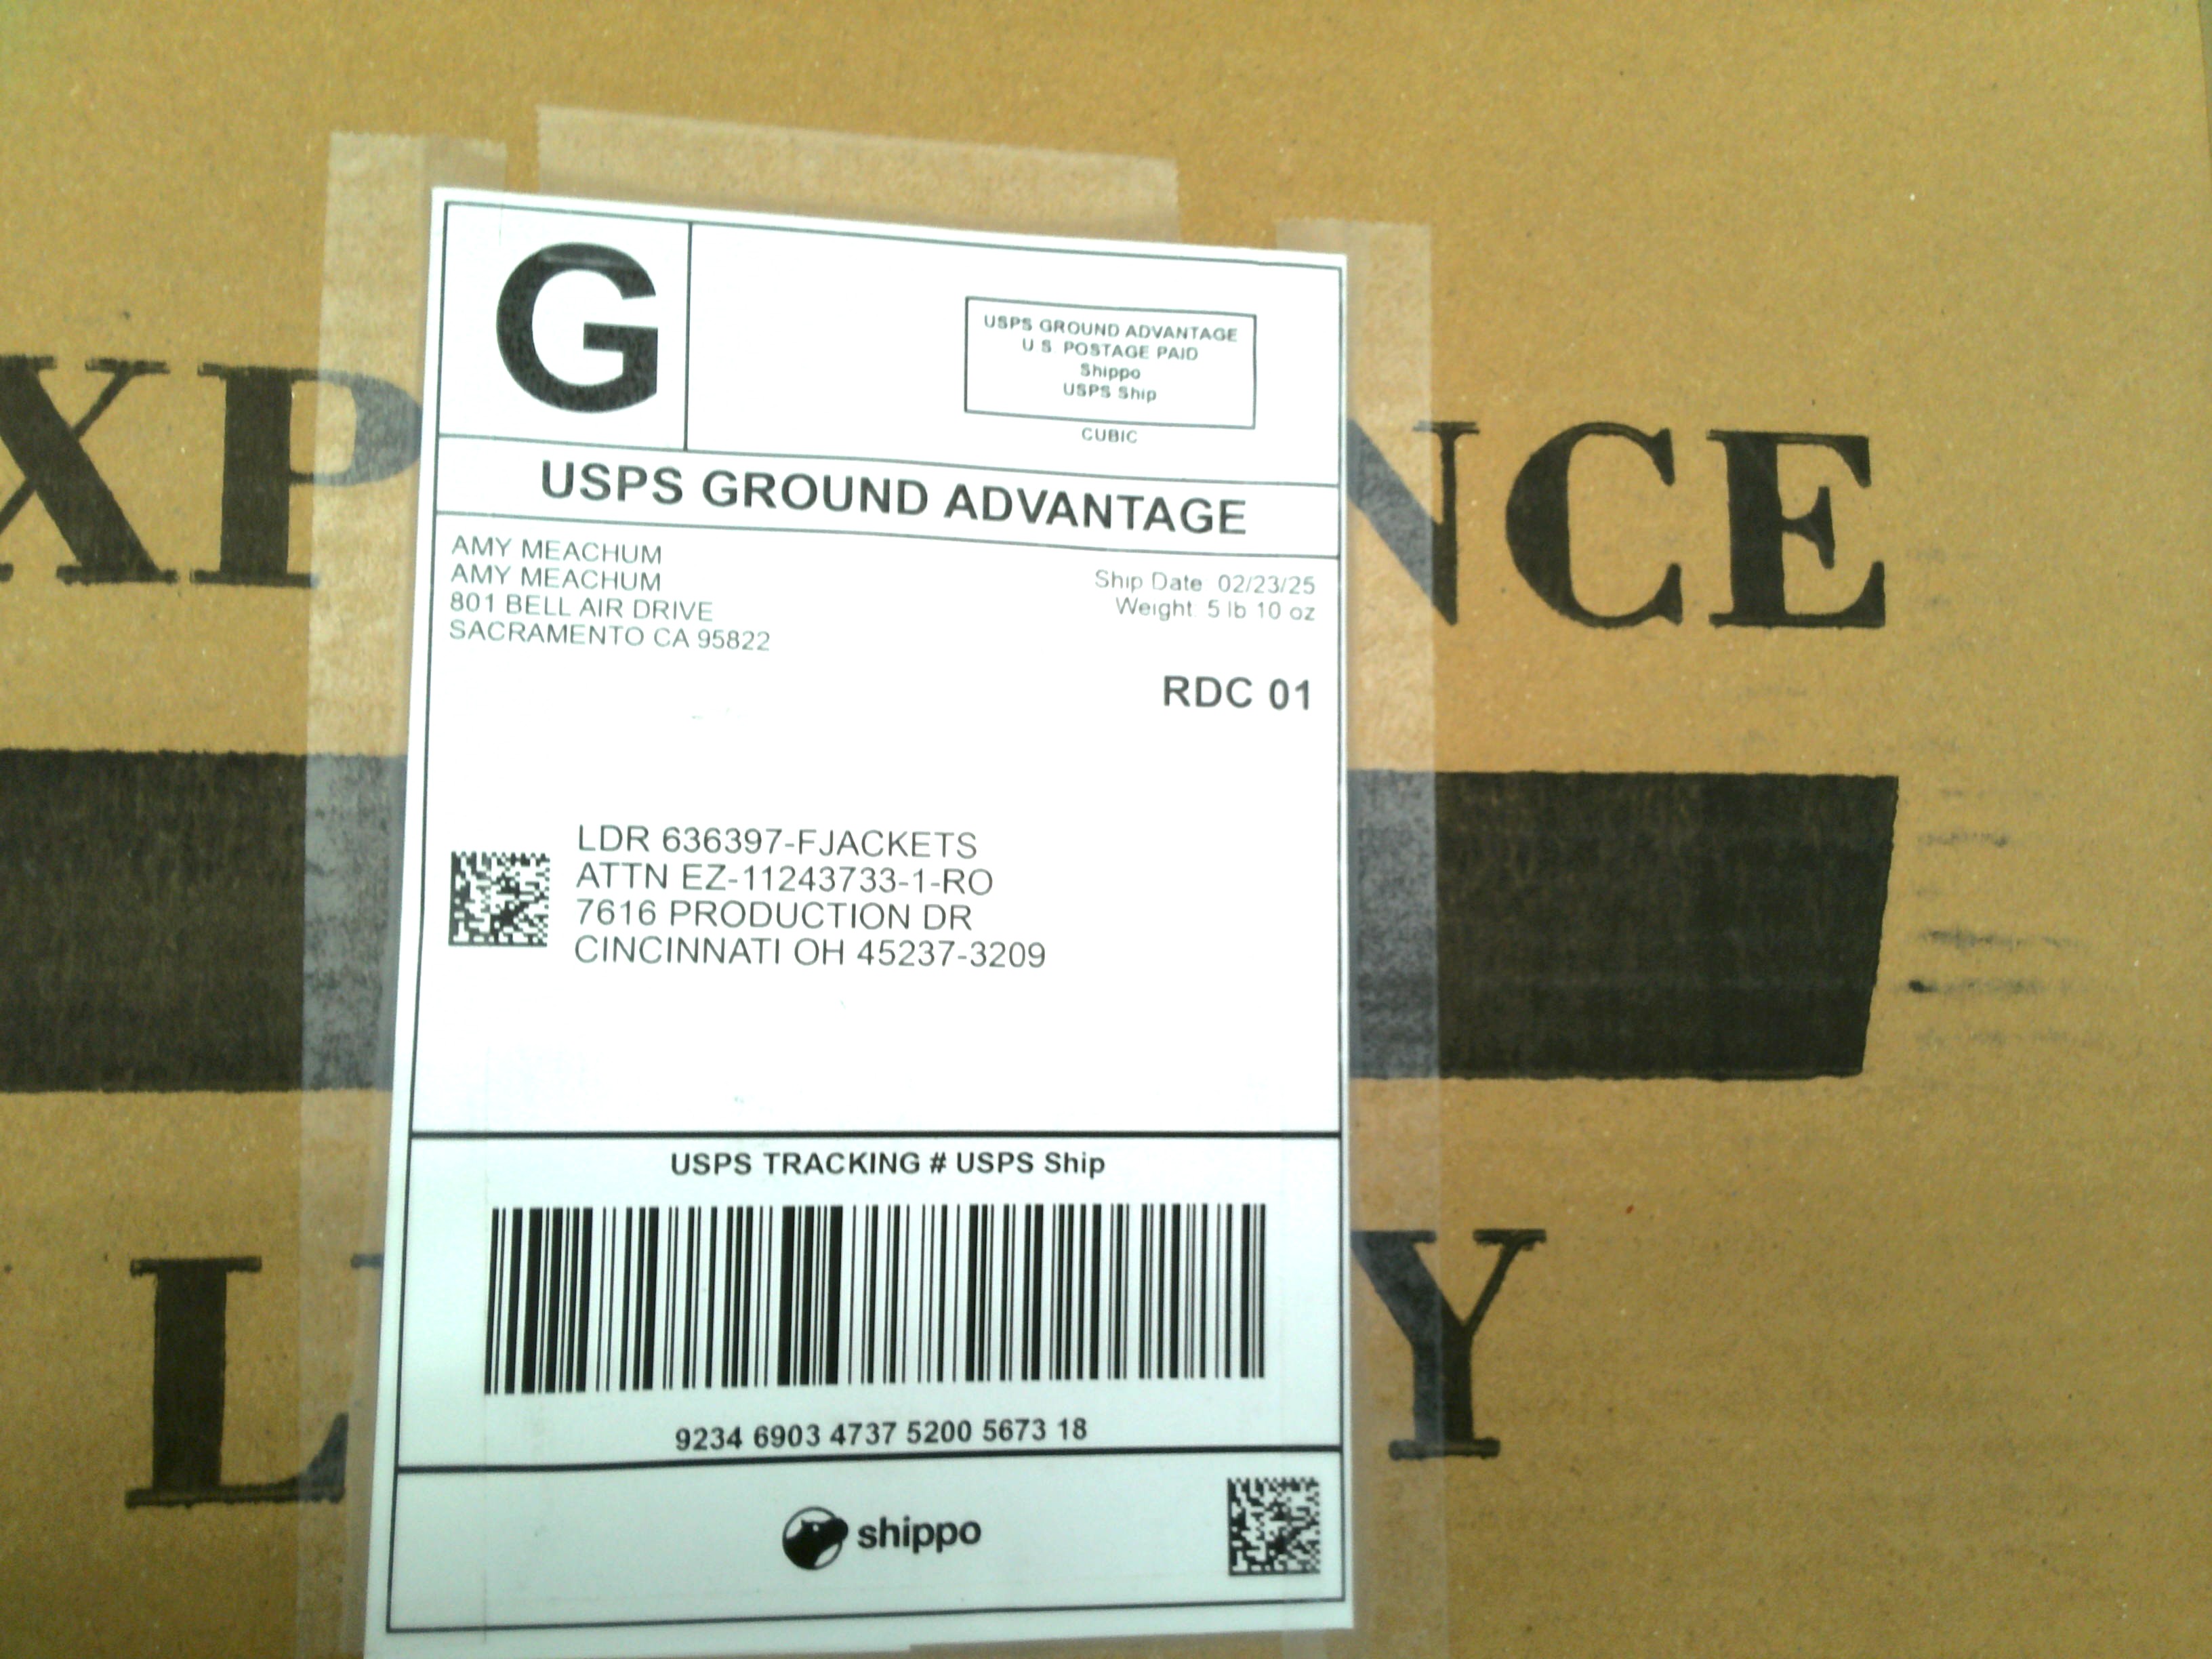 G
USPS GROUND ADVANTAGE
U S POSTAGE PAID
Shippo
USPS Ship
CUBIC
USPS GROUND ADVANTAGE
AMY MEACHUM
AMY MEACHUM
801 BELL AIR DRIVE
SACRAMENTO CA 95822
Ship Date 02/23/25
Weight: 5 lb 10 oz
RDC 01
LDR 636397-FJACKETS
ATTN EZ-11243733-1-RO
7616 PRODUCTION DR
CINCINNATI OH 45237-3209
USPS TRACKING # USPS Ship
9234 6903 4737 5200 5673 18
shippo
XP
NCE
L
Y